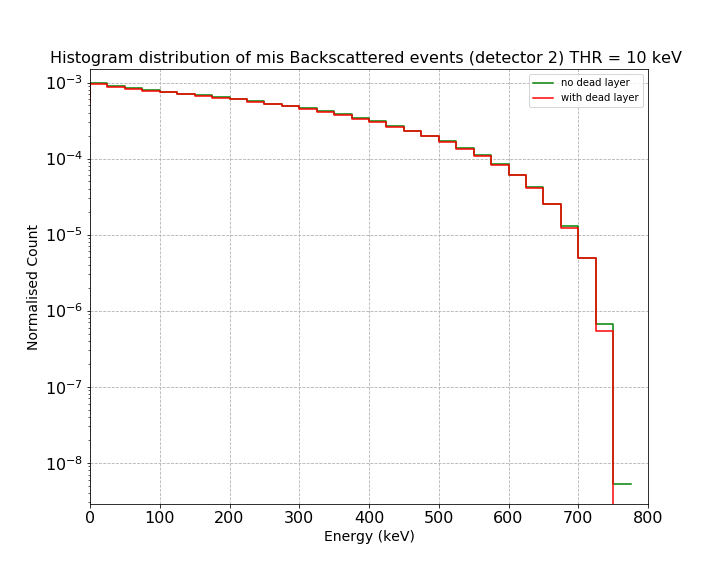 Histogram distribution of mis Backscattered events (detector 2) THR = 10 keV
no dead layer
with dead layer
Normalised Count
10⁻³
10⁻⁴
10⁻⁵
10⁻⁶
10⁻⁷
10⁻⁸
0 100 200 300 400 500 600 700 800
Energy (keV)